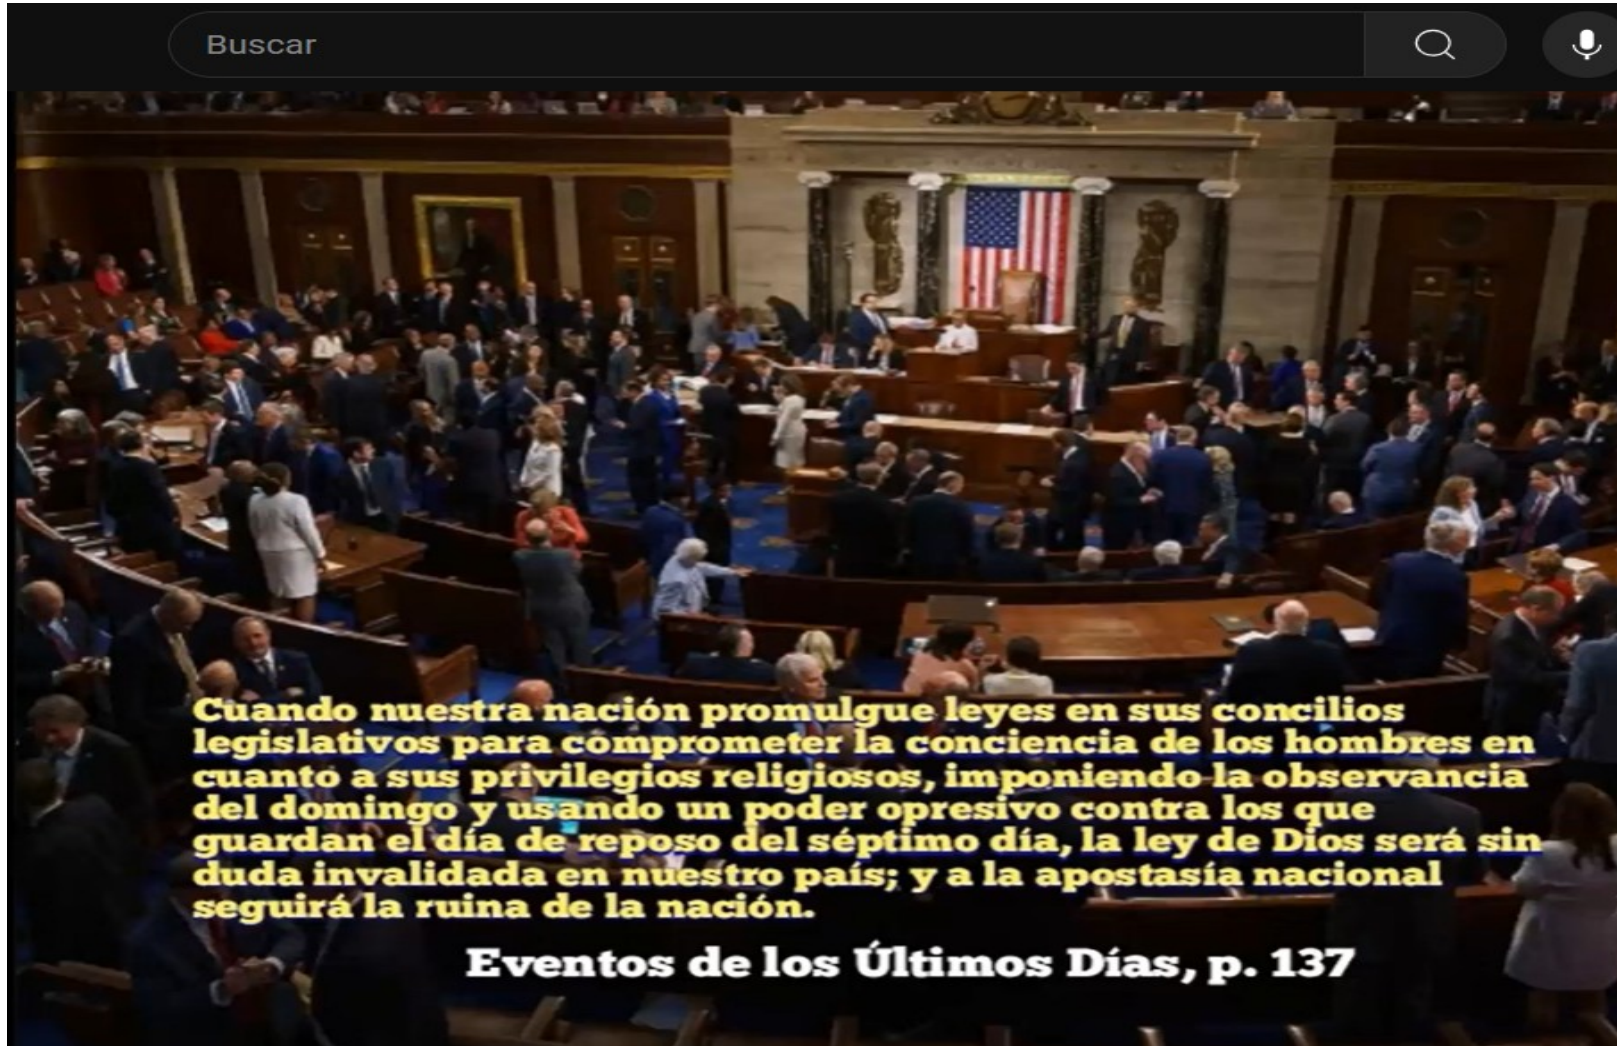 Buscar
Cuando nuestra nación promulgue leyes en sus concilios
legislativos para comprometer la conciencia de los hombres en
cuanto a sus privilegios religiosos, imponiendo la observancia
del domingo y usando un poder opresivo contra los que
guardan el día de reposo del séptimo día, la ley de Dios será sin
duda invalidada en nuestro país; y a la apostasía nacional
seguirá la ruina de la nación.
Eventos de los Últimos Días, p. 137